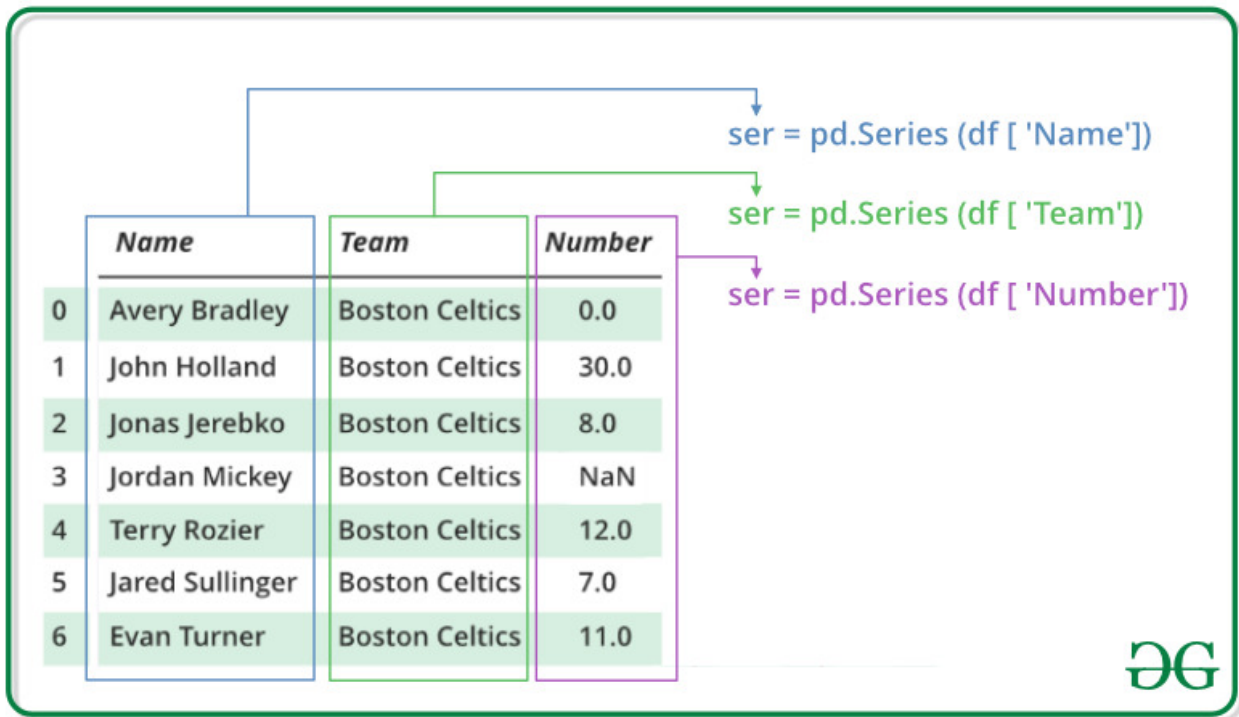 ser = pd.Series (df [ 'Name'])
ser = pd.Series (df [ 'Team'])
ser = pd.Series (df [ 'Number'])
Name Team Number
0 Avery Bradley Boston Celtics 0.0
1 John Holland Boston Celtics 30.0
2 Jonas Jerebko Boston Celtics 8.0
3 Jordan Mickey Boston Celtics NaN
4 Terry Rozier Boston Celtics 12.0
5 Jared Sullinger Boston Celtics 7.0
6 Evan Turner Boston Celtics 11.0